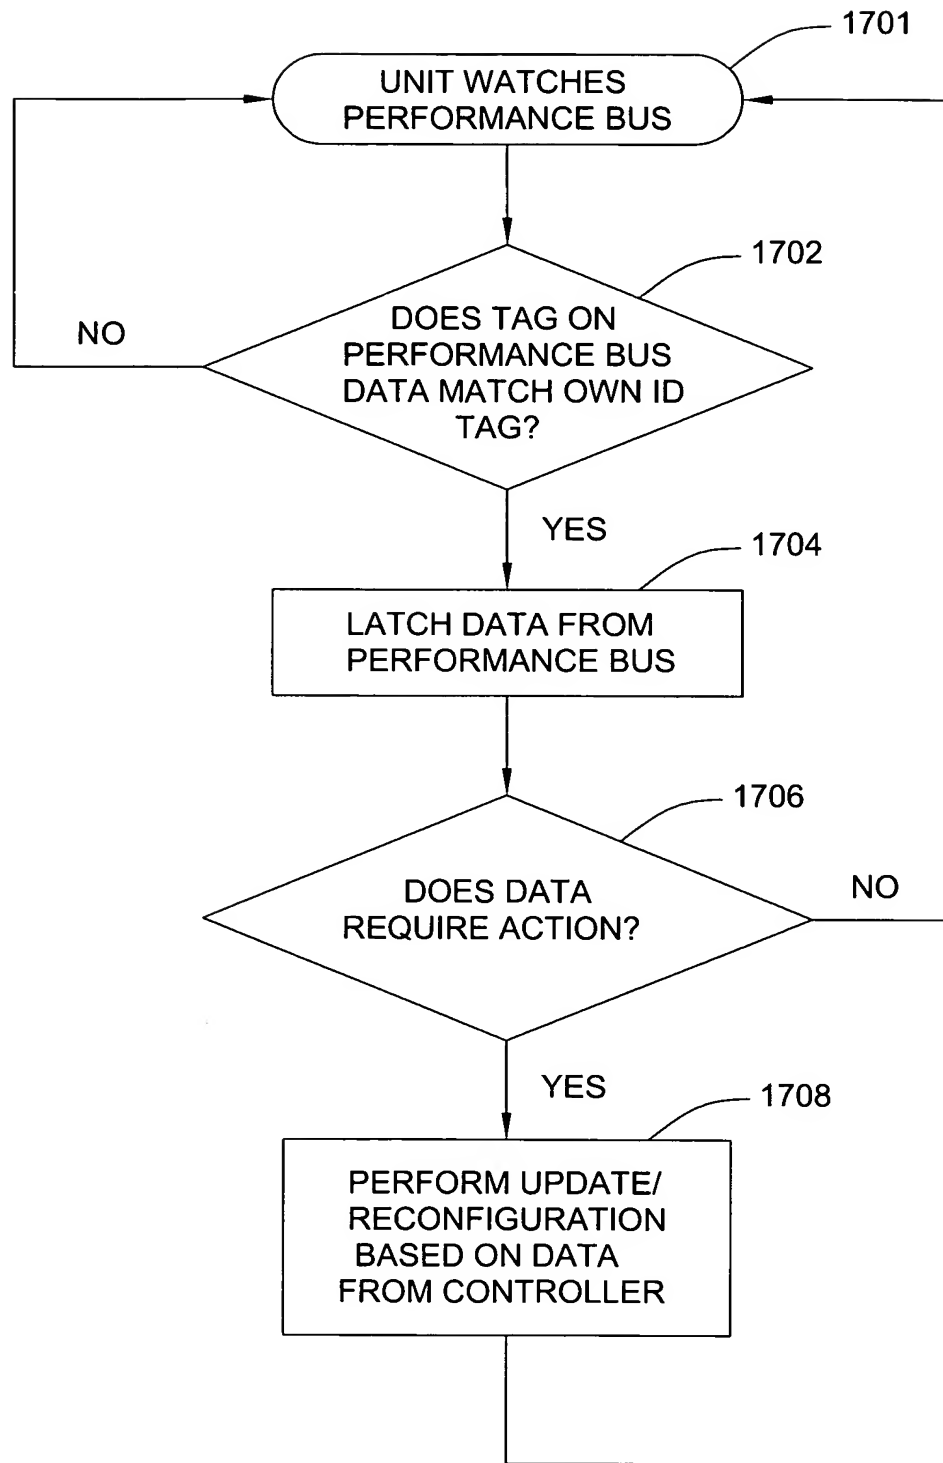 1701
UNIT WATCHES
PERFORMANCE BUS
1702
DOES TAG ON
PERFORMANCE BUS
DATA MATCH OWN ID
TAG?
NO
YES
1704
LATCH DATA FROM
PERFORMANCE BUS
1706
DOES DATA
REQUIRE ACTION?
NO
YES
1708
PERFORM UPDATE/
RECONFIGURATION
BASED ON DATA
FROM CONTROLLER